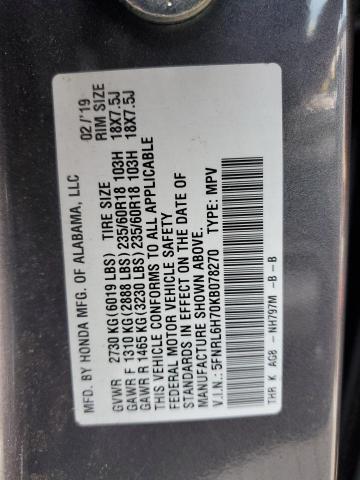 MFD. BY HONDA MFG. OF ALABAMA, LLC 02/'19
GVWR 2730 KG(6019 LBS) TIRE SIZE RIM SIZE
GAWR F 1310 KG(2888 LBS) 235/60R18 103H 18X7.5J
GAWR R 1465 KG(3230 LBS) 235/60R18 103H 18X7.5J
THIS VEHICLE CONFORMS TO ALL APPLICABLE
FEDERAL MOTOR VEHICLE SAFETY
STANDARDS IN EFFECT ON THE DATE OF
MANUFACTURE SHOWN ABOVE.
V.I.N.: 5FNRL6H70KB078270 TYPE: MPV
THR K AG8 -NH797M -B -B